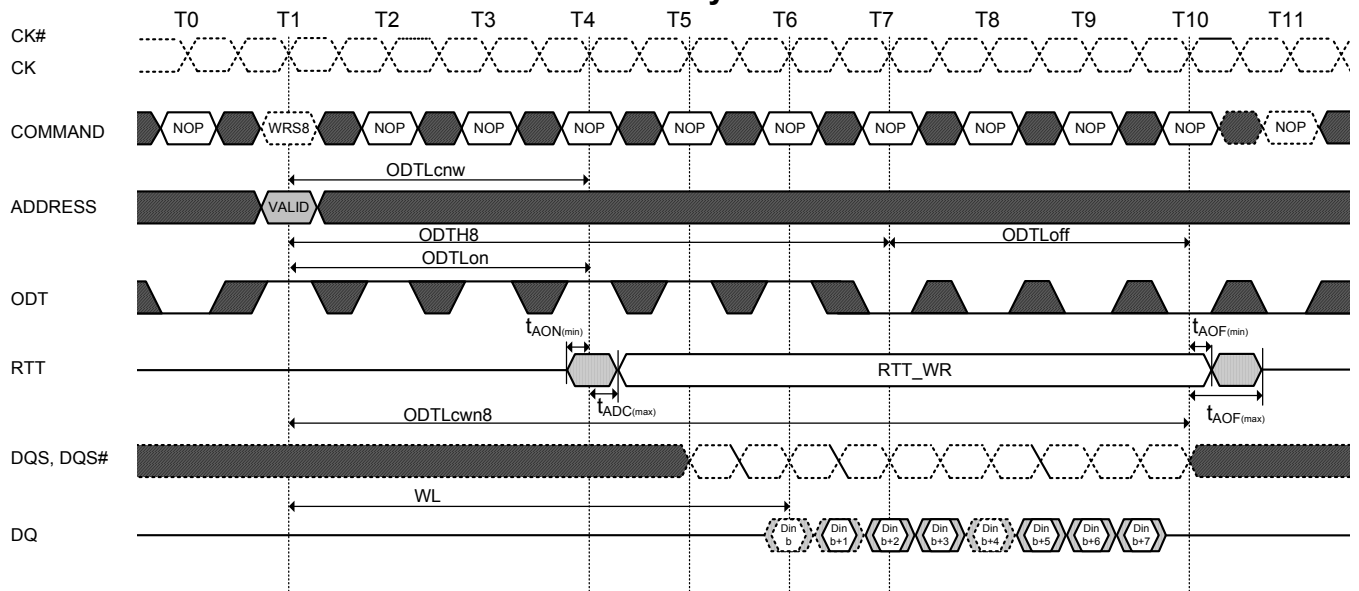 T0 T1 T2 T3 T4 T5 T6 T7 T8 T9 T10 T11
CK#
CK
COMMAND NOP WRS8 NOP NOP NOP NOP NOP NOP NOP NOP NOP NOP
ODTLcnw
ADDRESS VALID
ODTH8 ODTLoff
ODTLon
ODT
tAON(min) tAOF(min)
RTT RTT_WR
tADC(max) tAOF(max)
ODTLcwn8
DQS, DQS#
WL
DQ Din b Din b+1 Din b+2 Din b+3 Din b+4 Din b+5 Din b+6 Din b+7